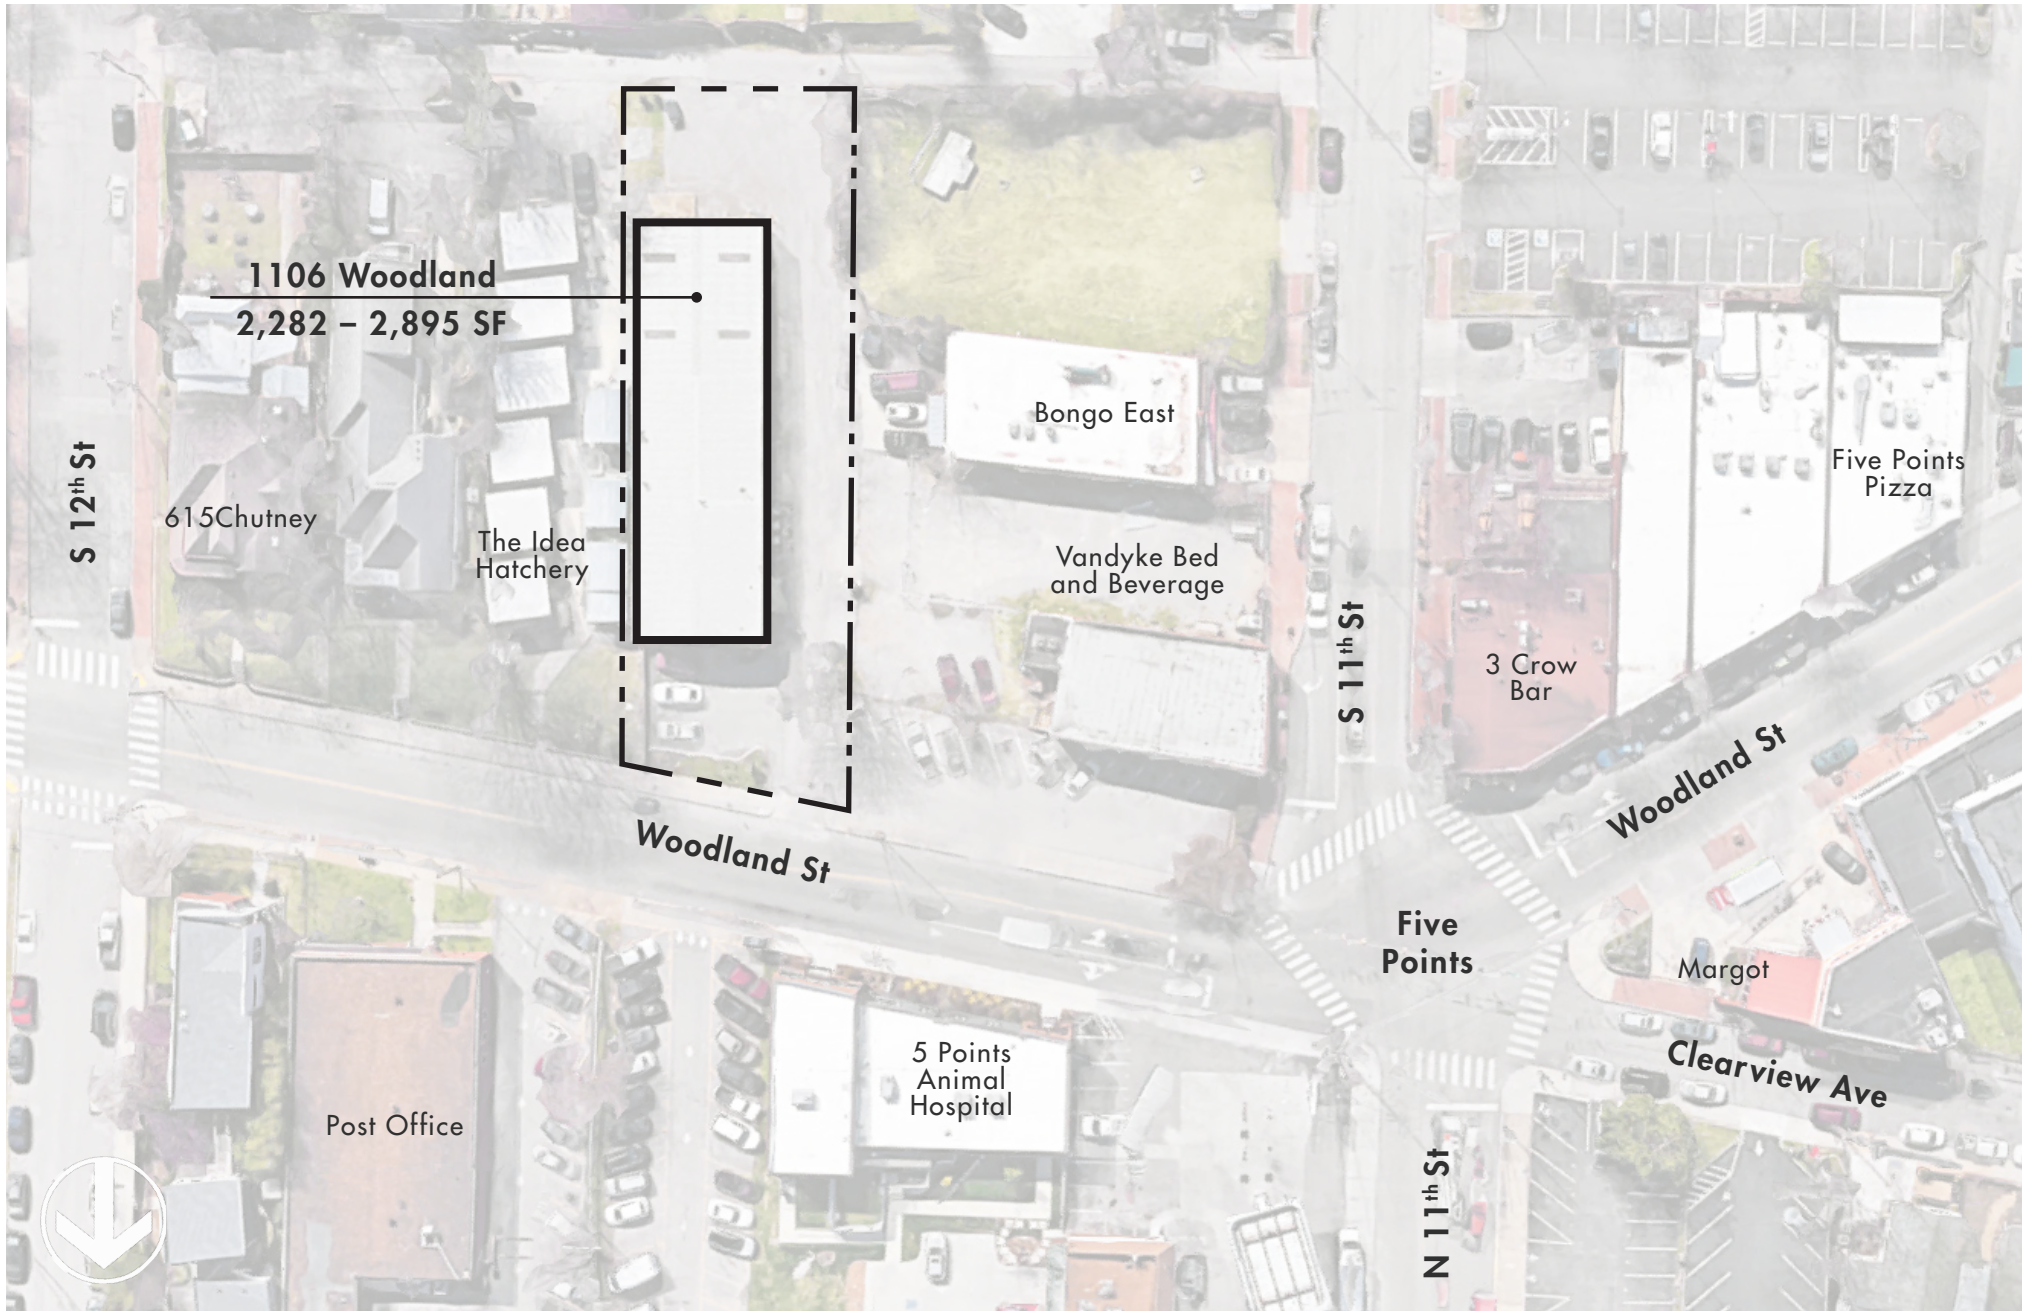 1106 Woodland
2,282 – 2,895 SF
Bongo East
Five Points
Pizza
S 12th St
615Chutney
The Idea
Hatchery
Vandyke Bed
and Beverage
S 11th St
3 Crow
Bar
Woodland St
Woodland St
Five
Points
Margot
Clearview Ave
5 Points
Animal
Hospital
Post Office
N 11th St